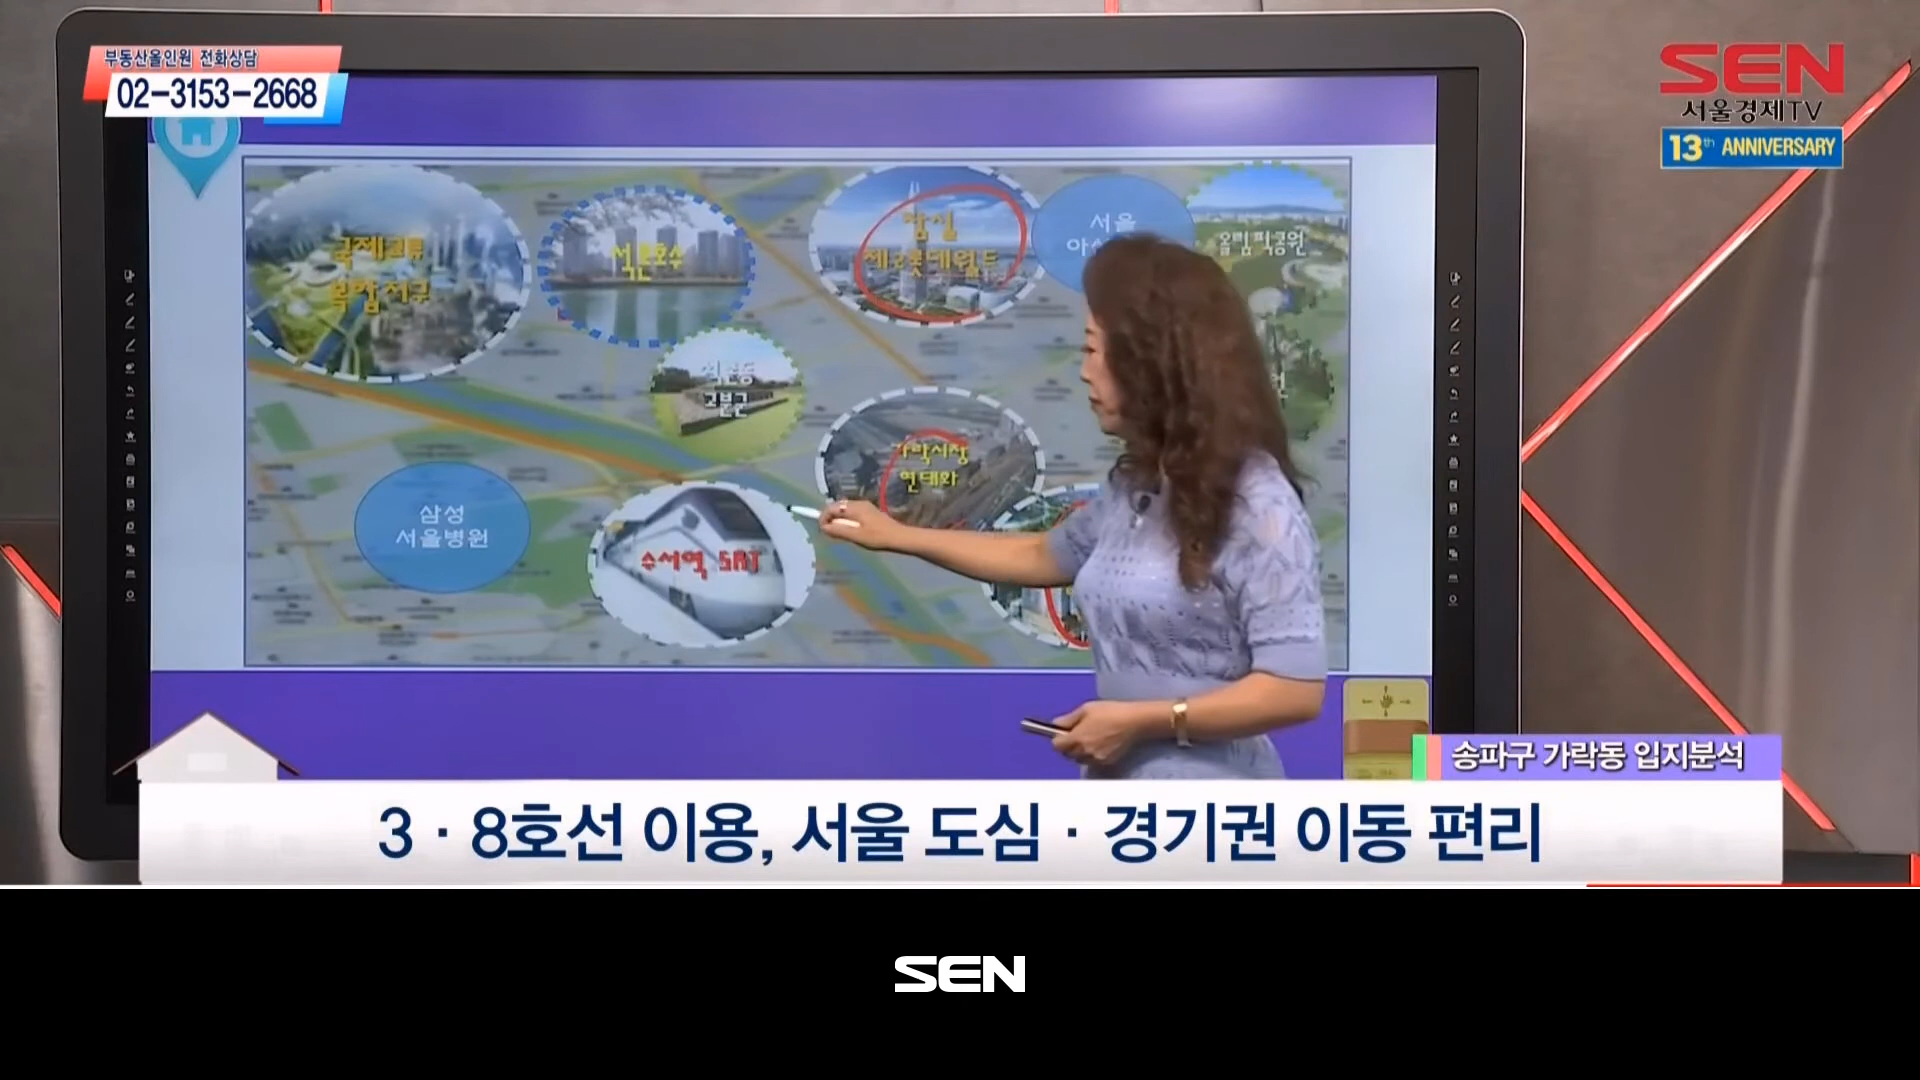 부동산올인원 전화상담
02-3153-2668
SEN
서울경제TV
13th ANNIVERSARY
국제교류
복합지구
석촌호수
잠실
제2롯데월드
서울
올림픽공원
석촌동
고분군
가락시장
현대화
삼성
서울병원
수서역 SRT
송파구 가락동 입지분석
3·8호선 이용, 서울 도심·경기권 이동 편리
SEN